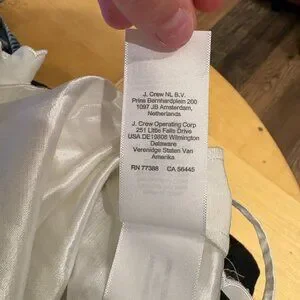 J. Crew NL B.V.
Prins Bernhardplein 200
1097 JB Amsterdam,
Netherlands
J. Crew Operating Corp
251 Little Falls Drive
USA DE19808 Wilmington
Delaware
Verenidge Staten Van
Amerika
RN 77388 CA 56445